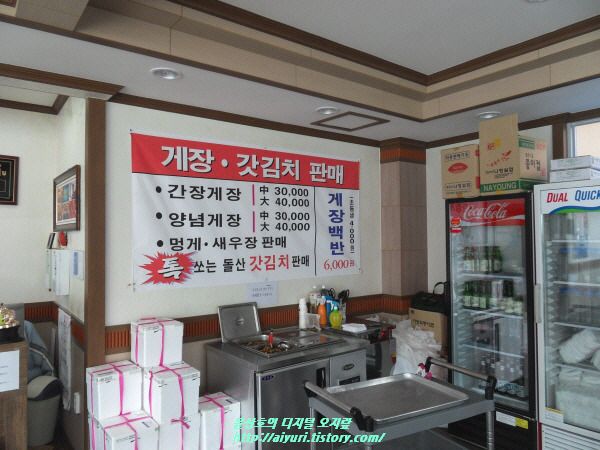 게장 · 갓김치 판매
• 간장게장 中 30,000
大 40,000
• 양념게장 中 30,000
大 40,000
• 멍게 · 새우장 판매
톡 쏘는 돌산 갓김치 판매
게장백반
6,000원
Coca-Cola
DUAL QUICK
NAYOUNG
종이컵
http://aiyuri.tistory.com/